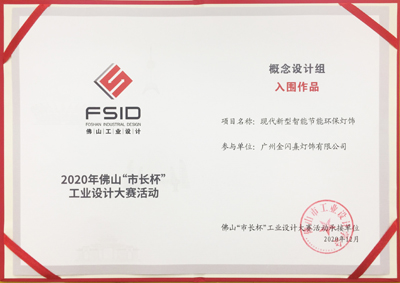 FSID
FOSHAN INDUSTRIAL DESIGN
佛山工业设计
2020年佛山“市长杯”
工业设计大赛活动
概念设计组
入围作品
项目名称：现代新型智能节能环保灯饰
参与单位：广州金闪熹灯饰有限公司
佛山“市长杯”工业设计大赛活动承接单位
2020年12月